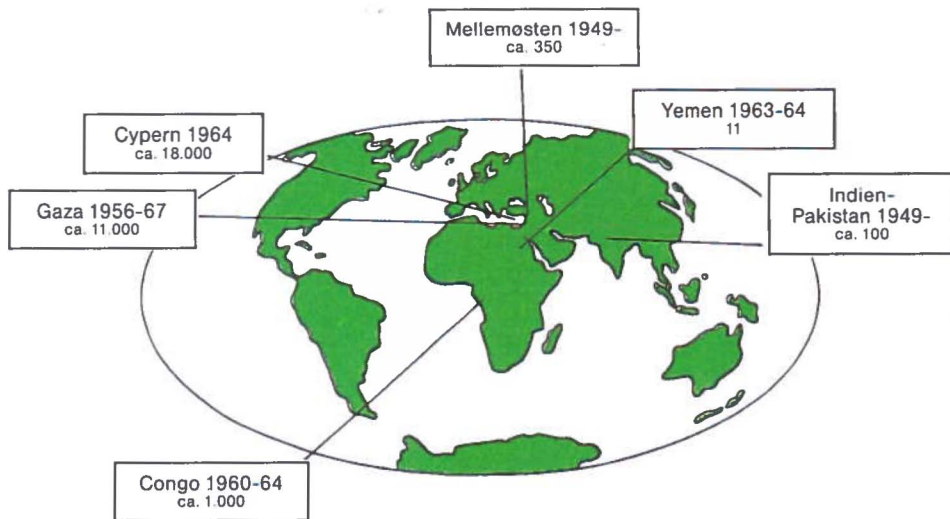 Mellemøsten 1949-
ca. 350
Yemen 1963-64
11
Cypern 1964
ca. 18.000
Gaza 1956-67
ca. 11.000
Indien-
Pakistan 1949-
ca. 100
Congo 1960-64
ca. 1.000